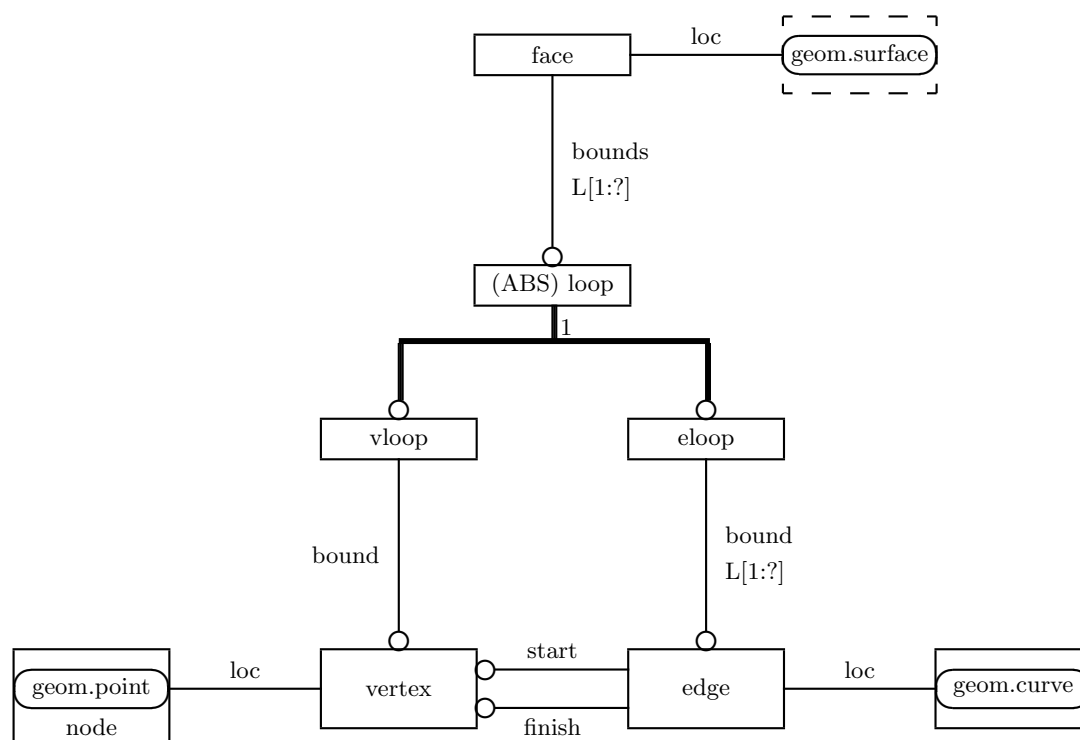 loc
face
geom.surface
bounds
L[1:?]
(ABS) loop
1
vloop
eloop
bound
bound
L[1:?]
start
loc
loc
geom.point
vertex
edge
geom.curve
node
finish